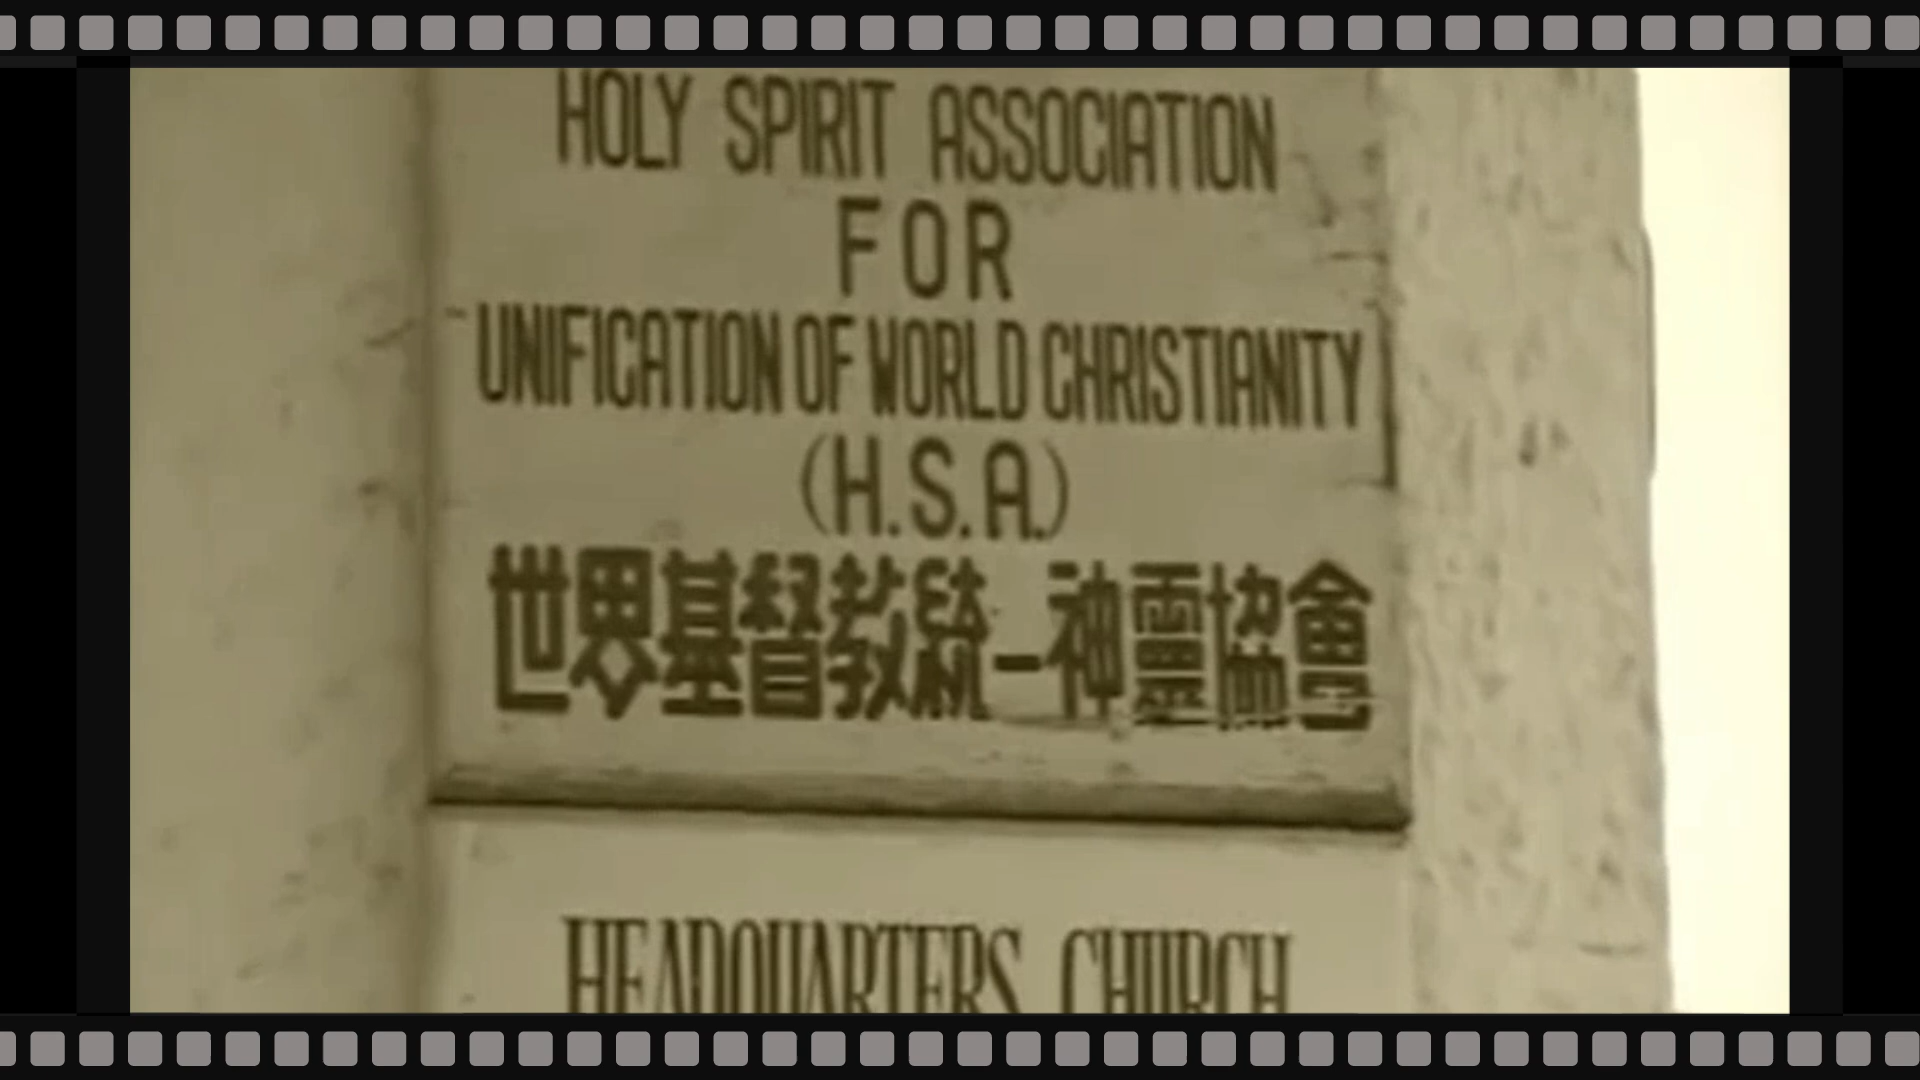 HOLY SPIRIT ASSOCIATION
FOR
UNIFICATION OF WORLD CHRISTIANITY
(H.S.A.)
世界基督教統一神靈協會
HEADQUARTERS CHURCH